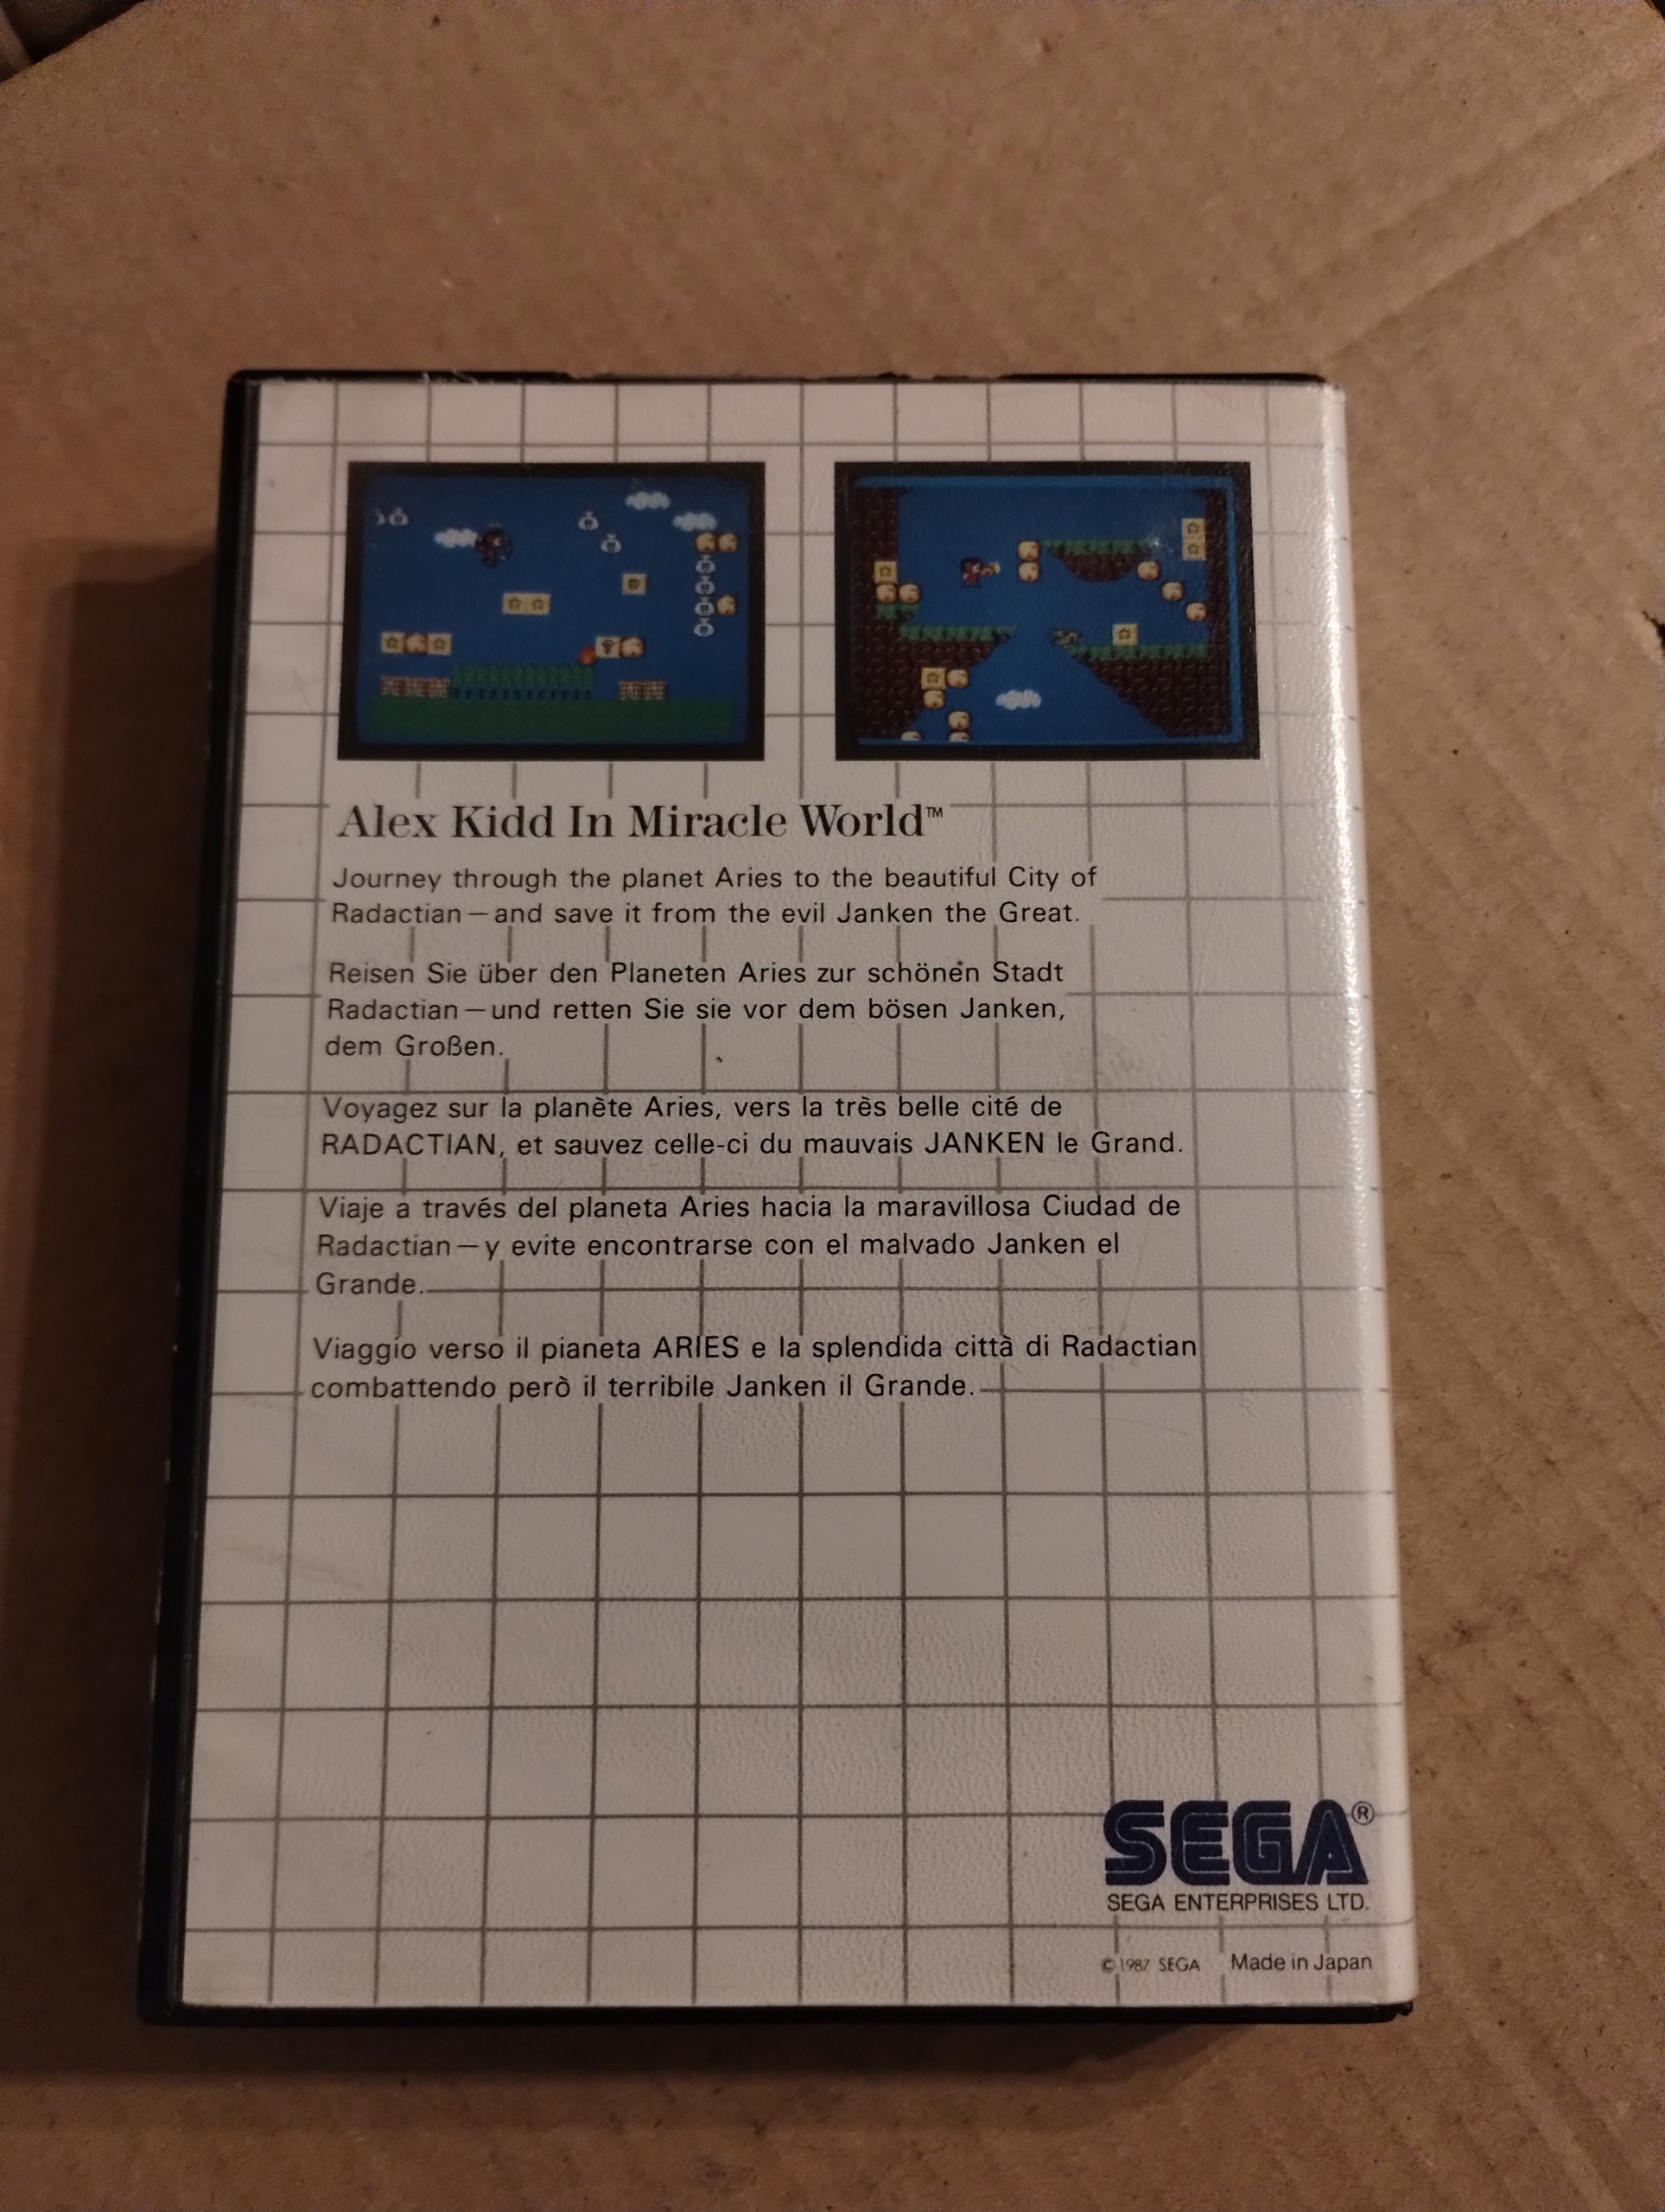 Alex Kidd In Miracle World™
Journey through the planet Aries to the beautiful City of
Radactian—and save it from the evil Janken the Great.
Reisen Sie über den Planeten Aries zur schönen Stadt
Radactian—und retten Sie sie vor dem bösen Janken,
dem Großen.
Voyagez sur la planète Aries, vers la très belle cité de
RADACTIAN, et sauvez celle-ci du mauvais JANKEN le Grand.
Viaje a través del planeta Aries hacia la maravillosa Ciudad de
Radactian—y evite encontrarse con el malvado Janken el
Grande.
Viaggio verso il pianeta ARIES e la splendida città di Radactian
combattendo però il terribile Janken il Grande.
SEGA®
SEGA ENTERPRISES LTD.
©1987 SEGA Made in Japan